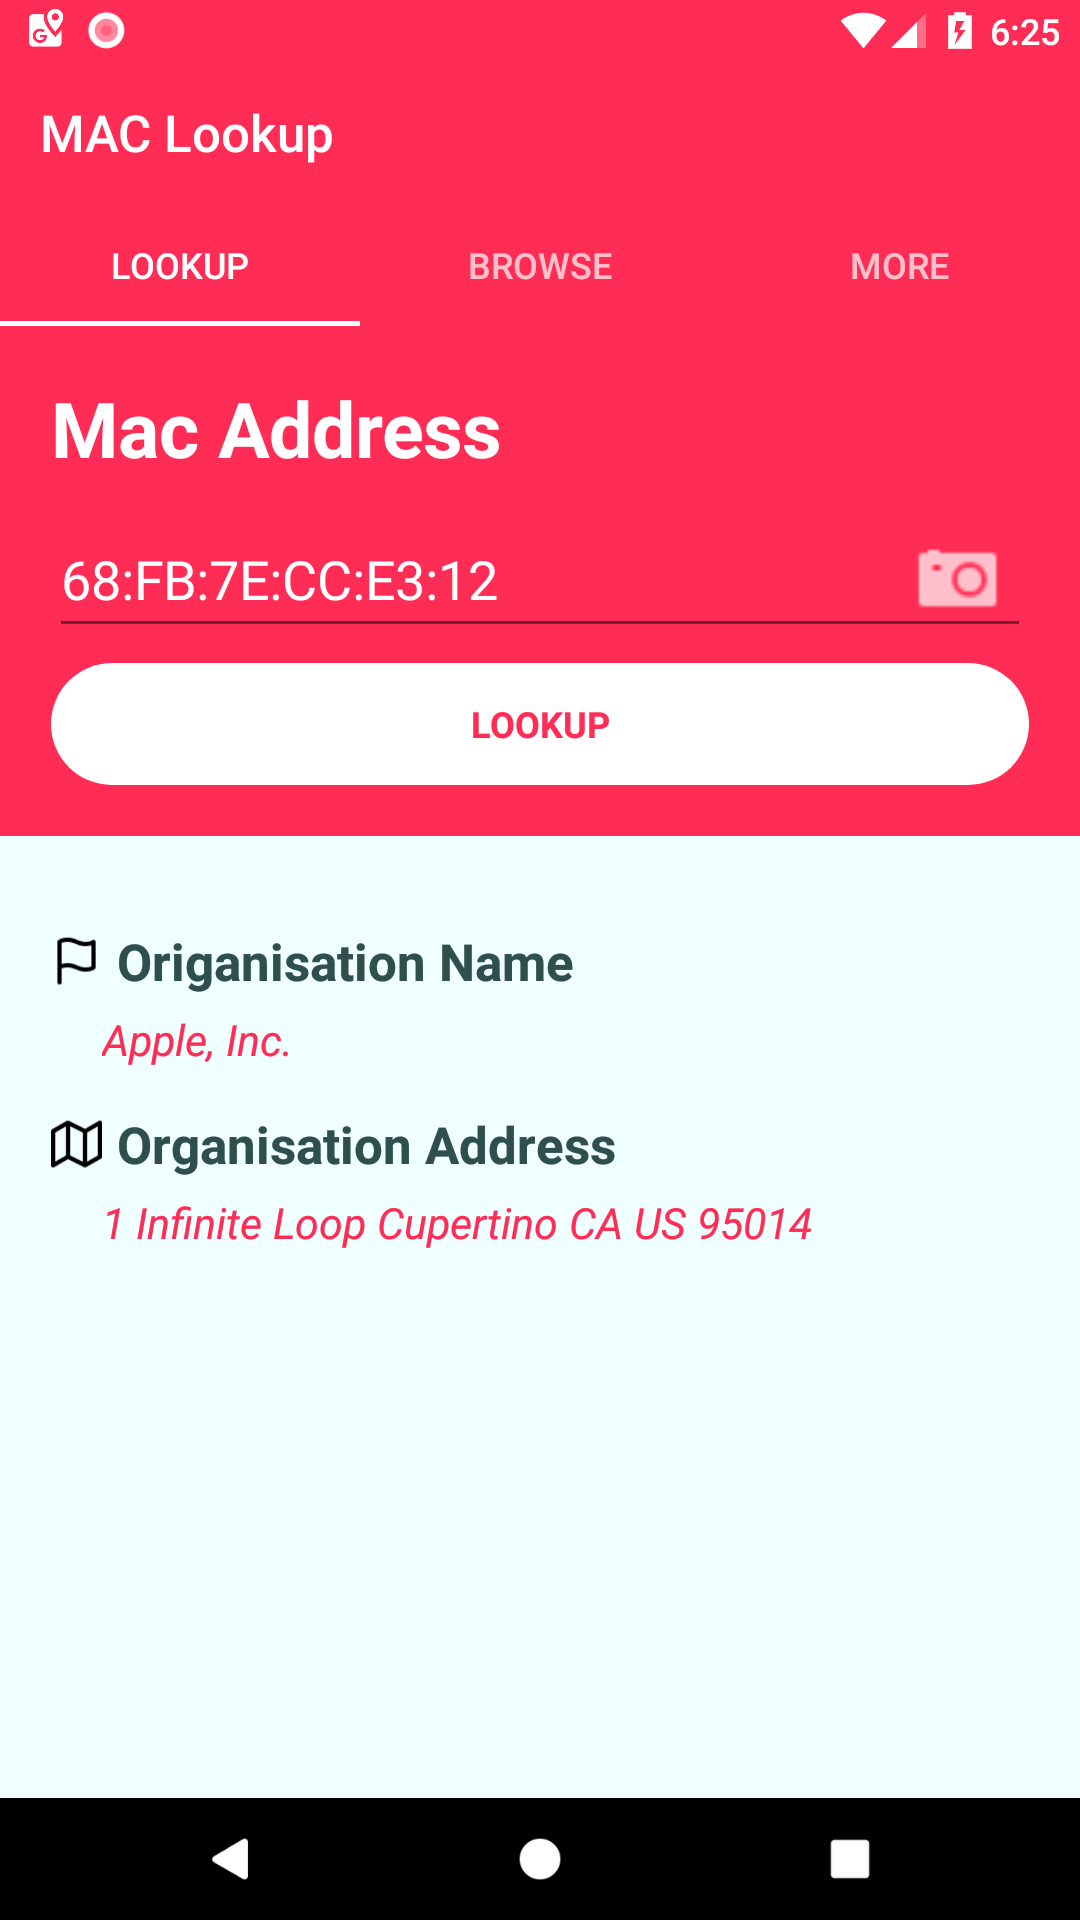 6:25
MAC Lookup
LOOKUP BROWSE MORE
Mac Address
68:FB:7E:CC:E3:12
LOOKUP
Origanisation Name
Apple, Inc.
Organisation Address
1 Infinite Loop Cupertino CA US 95014